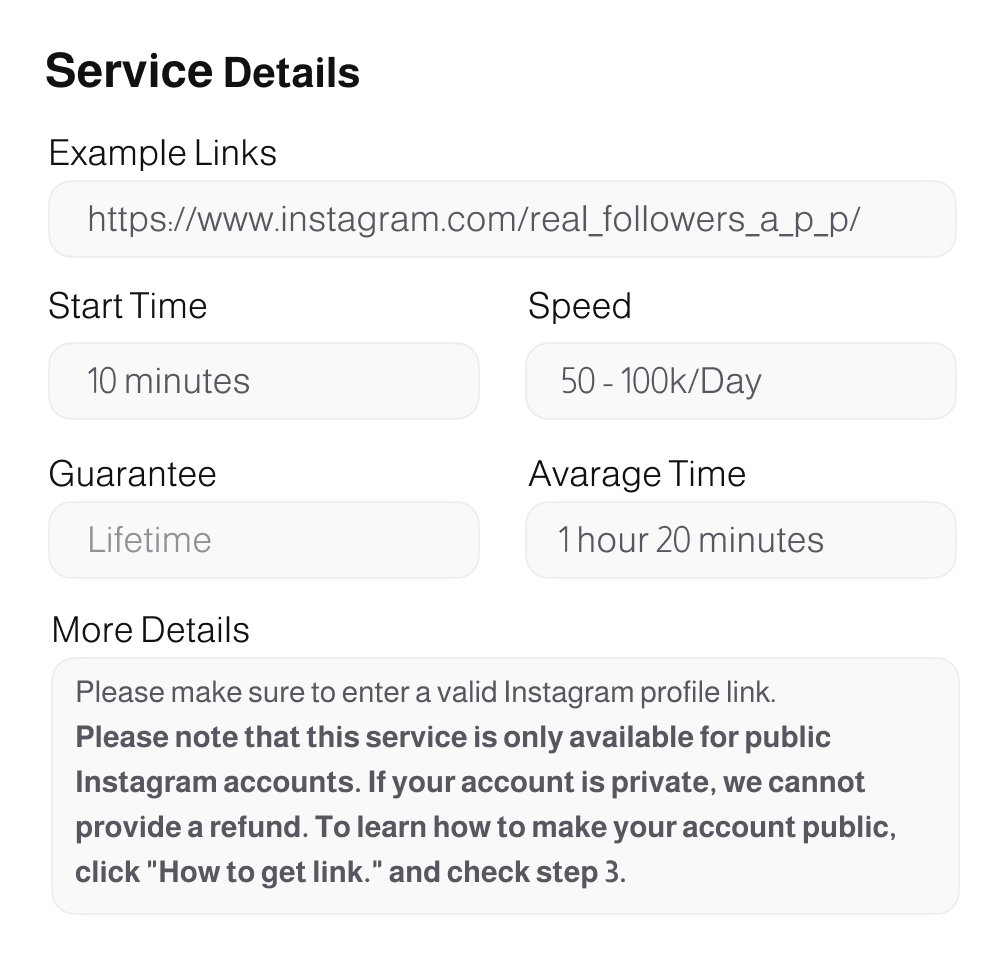 Service Details
Example Links
https://www.instagram.com/real_followers_a_p_p/
Start Time
Speed
10 minutes
50 - 100k/Day
Guarantee
Avarage Time
Lifetime
1 hour 20 minutes
More Details
Please make sure to enter a valid Instagram profile link.
Please note that this service is only available for public
Instagram accounts. If your account is private, we cannot
provide a refund. To learn how to make your account public,
click "How to get link." and check step 3.